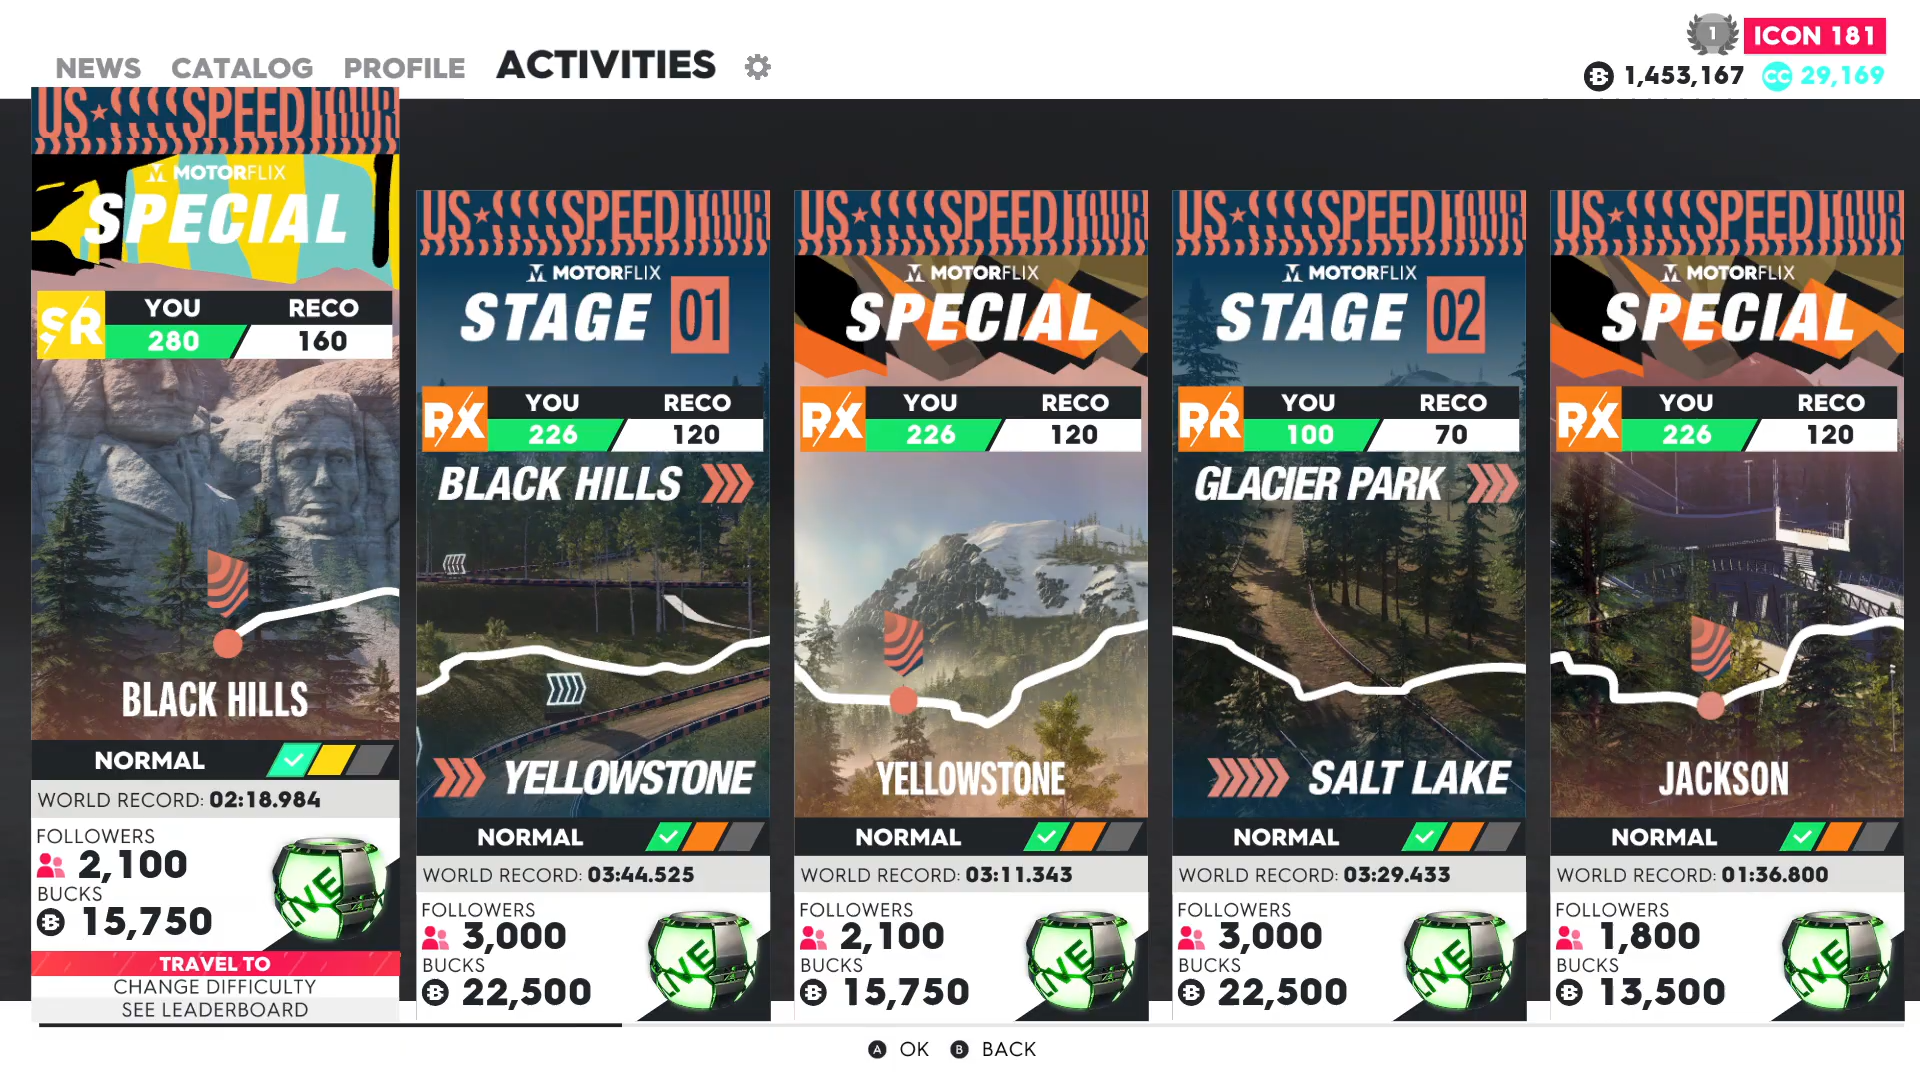 NEWS CATALOG PROFILE ACTIVITIES
1 ICON 181
1,453,167 CC 29,169
US SPEED TOUR
MOTORFLIX
SPECIAL
SR YOU RECO
280 160
BLACK HILLS
NORMAL
WORLD RECORD: 02:18.984
FOLLOWERS
2,100
BUCKS
15,750
LIVE
TRAVEL TO
CHANGE DIFFICULTY
SEE LEADERBOARD
US SPEED TOUR
MOTORFLIX
STAGE 01
RX YOU RECO
226 120
BLACK HILLS
YELLOWSTONE
NORMAL
WORLD RECORD: 03:44.525
FOLLOWERS
3,000
BUCKS
22,500
LIVE
US SPEED TOUR
MOTORFLIX
SPECIAL
RX YOU RECO
226 120
YELLOWSTONE
NORMAL
WORLD RECORD: 03:11.343
FOLLOWERS
2,100
BUCKS
15,750
LIVE
US SPEED TOUR
MOTORFLIX
STAGE 02
RR YOU RECO
100 70
GLACIER PARK
SALT LAKE
NORMAL
WORLD RECORD: 03:29.433
FOLLOWERS
3,000
BUCKS
22,500
LIVE
US SPEED TOUR
MOTORFLIX
SPECIAL
RX YOU RECO
226 120
JACKSON
NORMAL
WORLD RECORD: 01:36.800
FOLLOWERS
1,800
BUCKS
13,500
LIVE
A OK B BACK